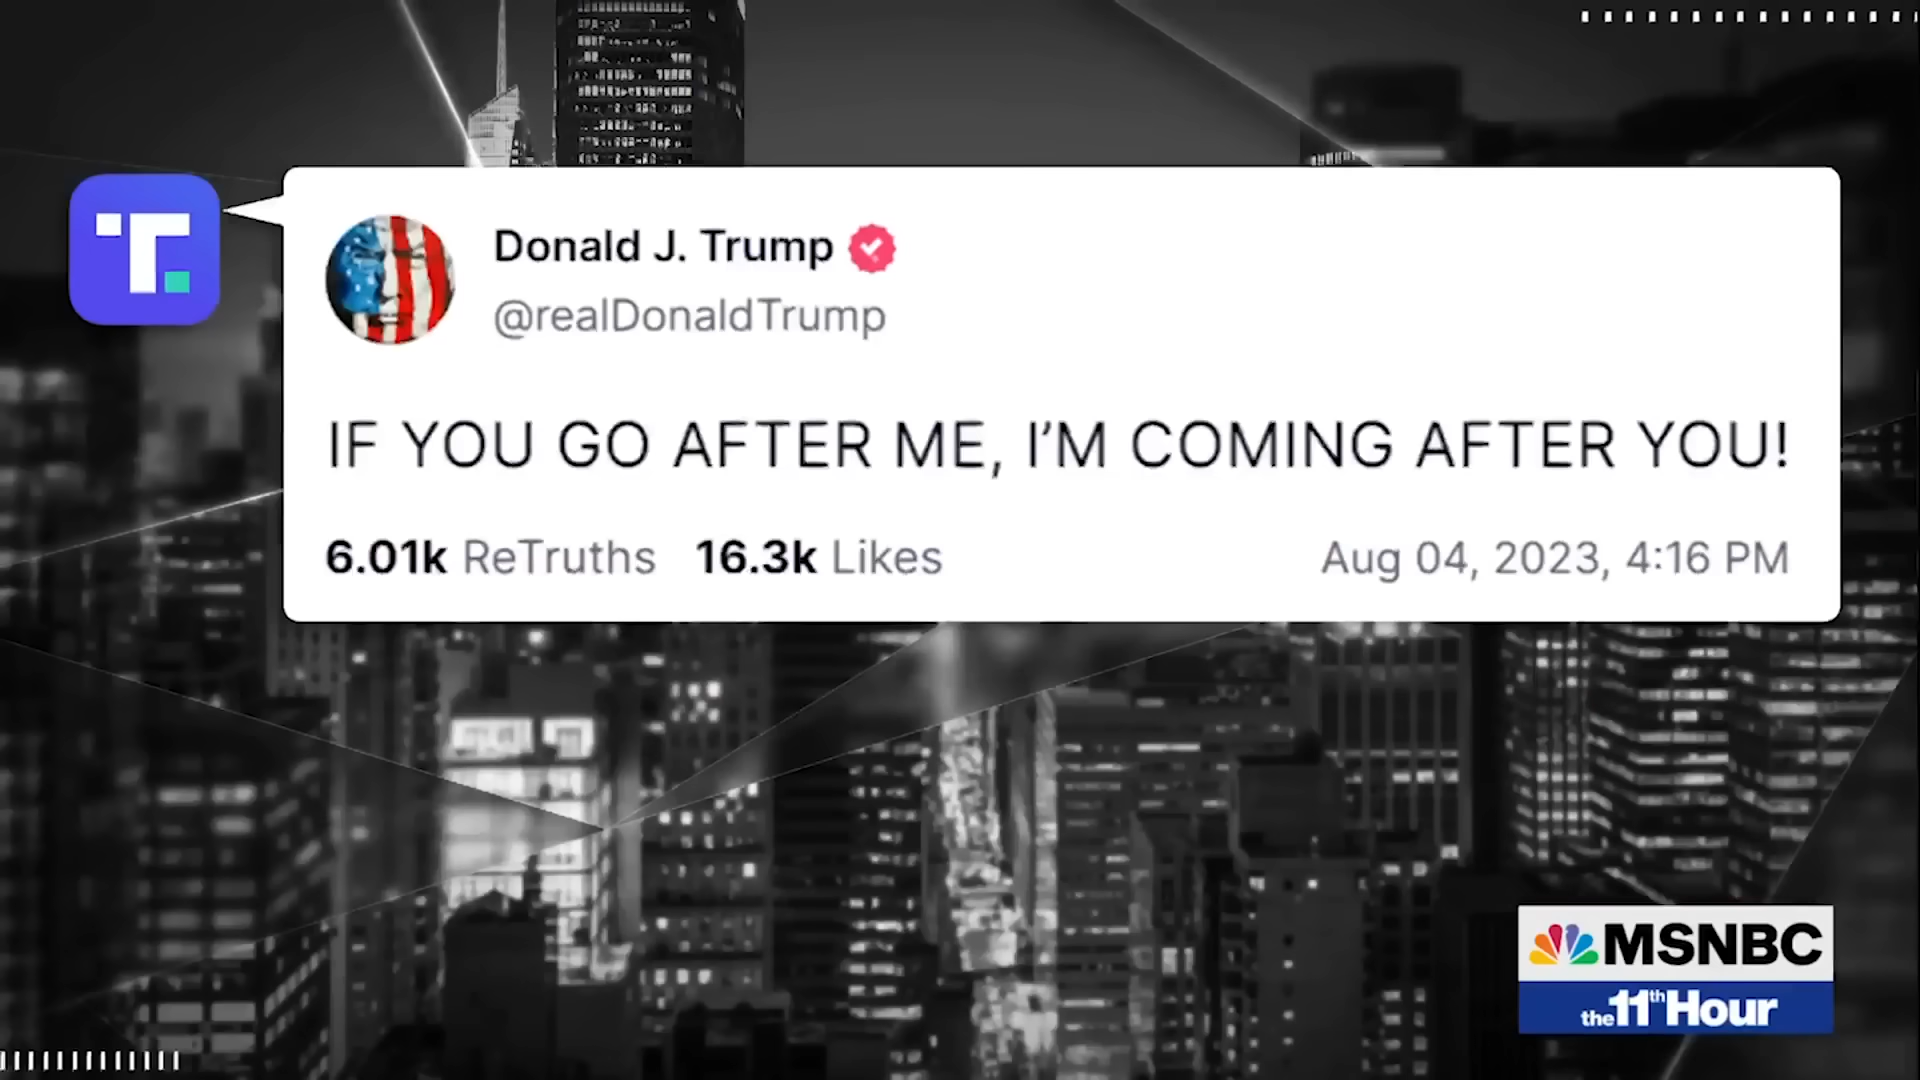 Donald J. Trump
@realDonaldTrump
IF YOU GO AFTER ME, I'M COMING AFTER YOU!
6.01k ReTruths 16.3k Likes Aug 04, 2023, 4:16 PM
MSNBC
the 11th Hour